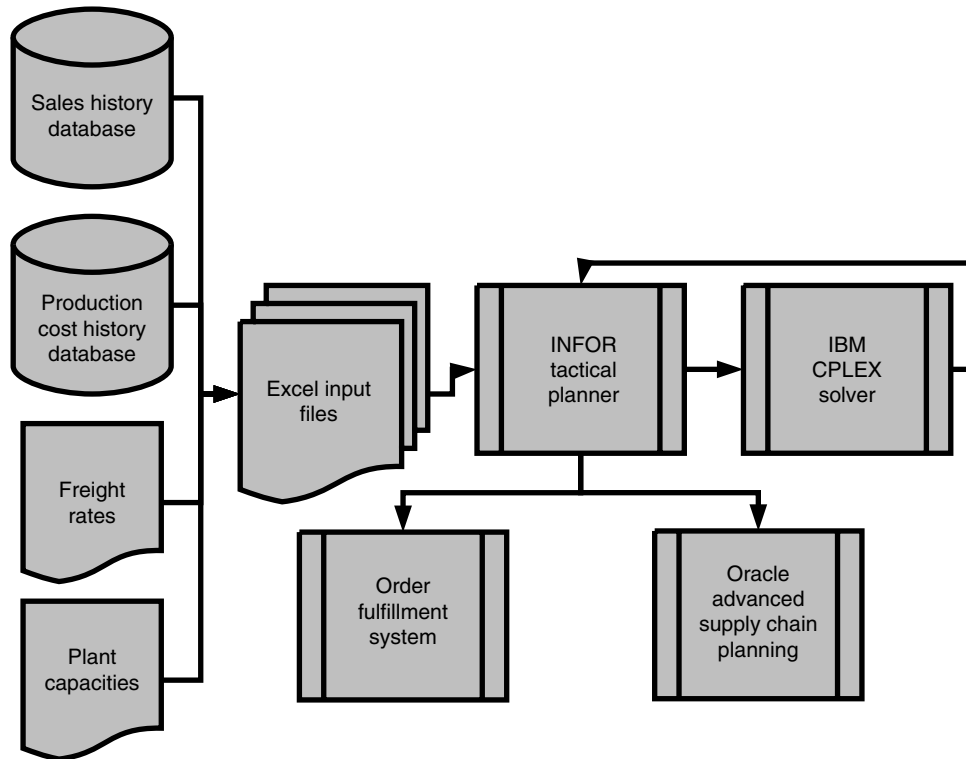 Sales history
database
Production
cost history
database
Freight
rates
Plant
capacities
Excel input
files
INFOR
tactical
planner
IBM
CPLEX
solver
Order
fulfillment
system
Oracle
advanced
supply chain
planning